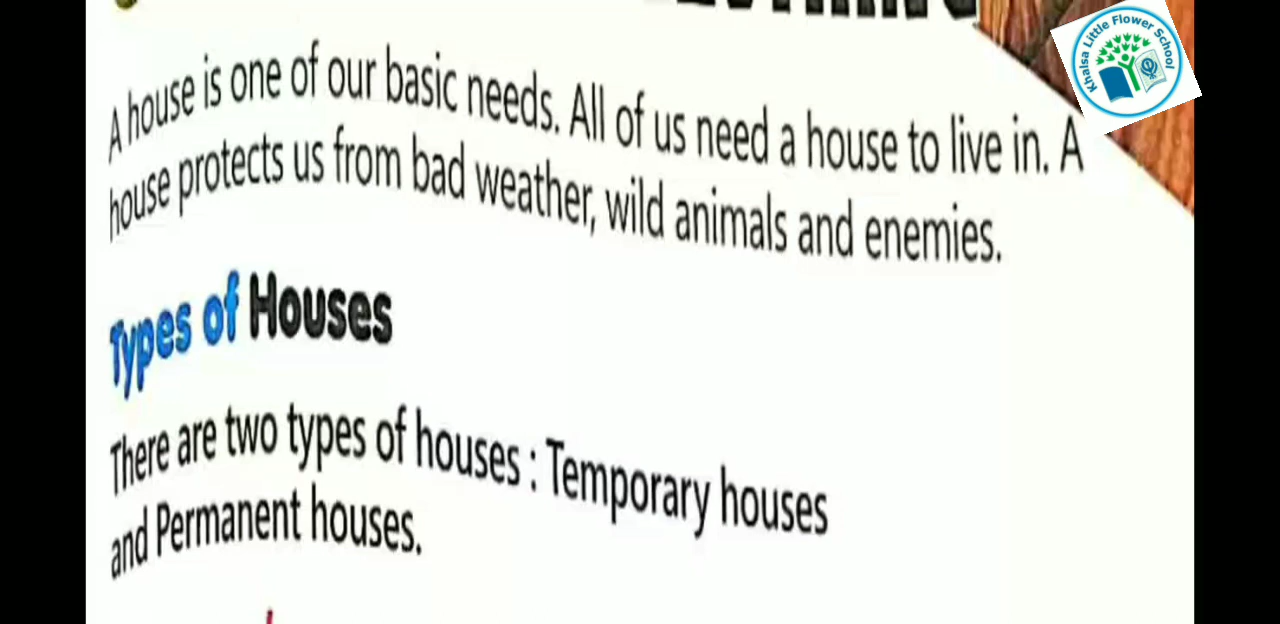 Khalsa Little Flower School
A house is one of our basic needs. All of us need a house to live in. A
house protects us from bad weather, wild animals and enemies.
Types of Houses
There are two types of houses : Temporary houses
and Permanent houses.